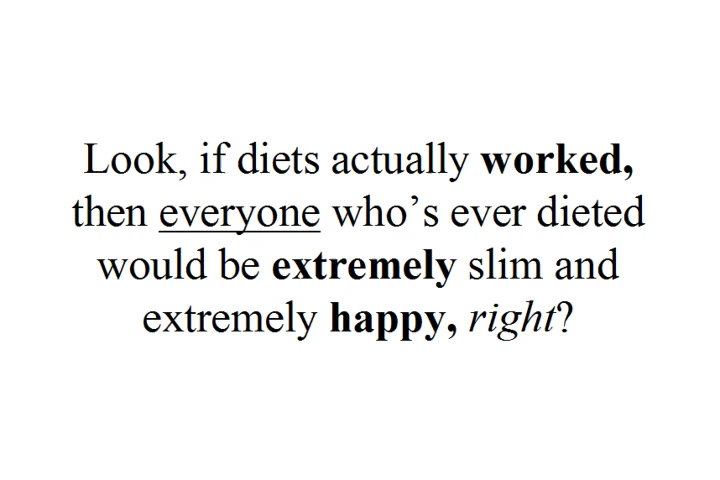 Look, if diets actually worked,
then everyone who’s ever dieted
would be extremely slim and
extremely happy, right?